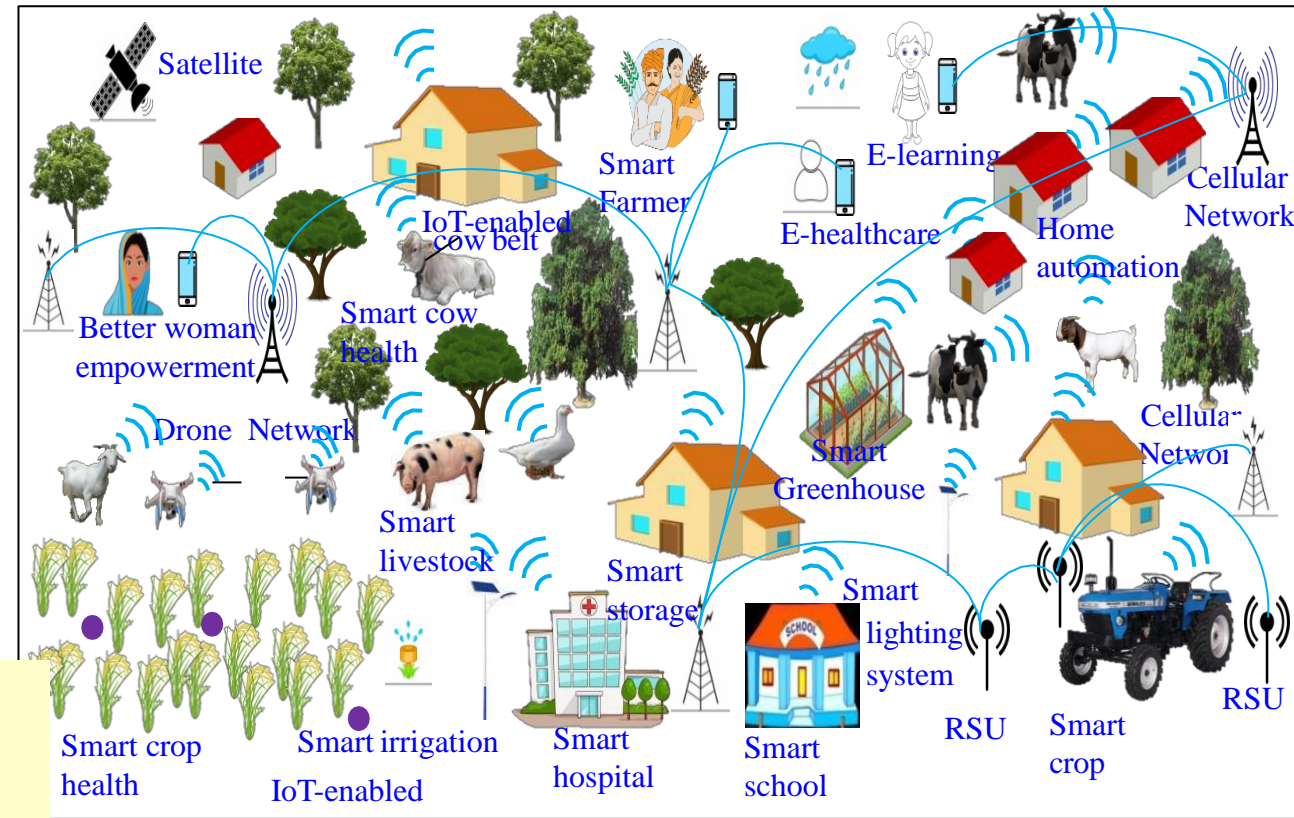 Satellite
Smart
Farmer
E-learning
E-healthcare
Cellular
Network
Home
automation
IoT-enabled
cow belt
Smart cow
health
Better woman
empowerment
Drone Network
Smart
livestock
Smart
Greenhouse
Cellular
Networ
Smart
storage
SCHOOL
Smart
lighting
system
RSU
RSU
Smart
crop
Smart crop
health
Smart irrigation
IoT-enabled
Smart
hospital
Smart
school